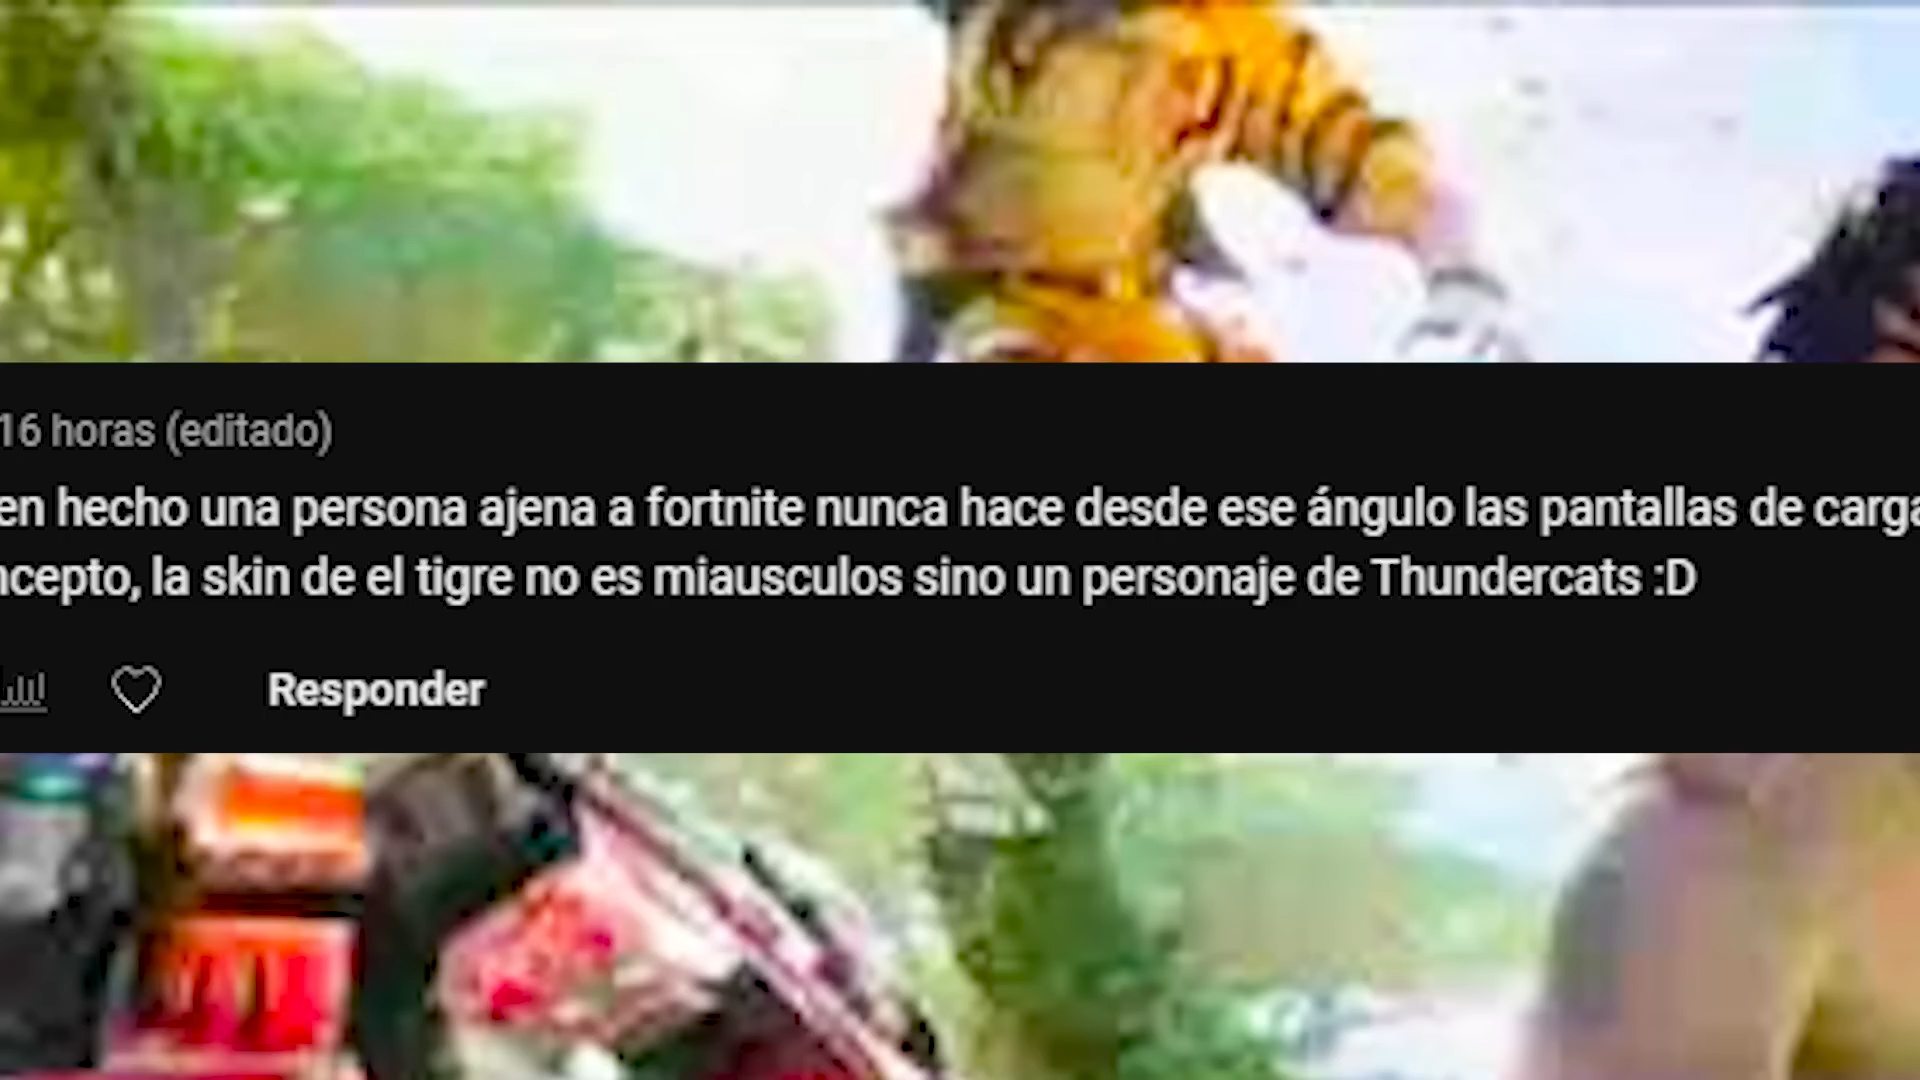 16 horas (editado)
en hecho una persona ajena a fortnite nunca hace desde ese ángulo las pantallas de carga
ncepto, la skin de el tigre no es miausculos sino un personaje de Thundercats :D
Responder